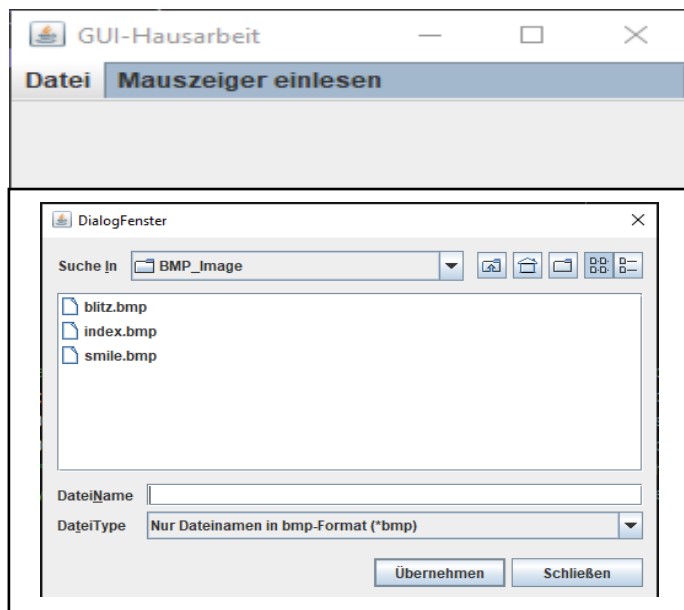 GUI-Hausarbeit
Datei Mauszeiger einlesen
DialogFenster
Suche In BMP_Image
blitz.bmp
index.bmp
smile.bmp
DateiName
DateiType Nur Dateinamen in bmp-Format (*bmp)
Übernehmen Schließen